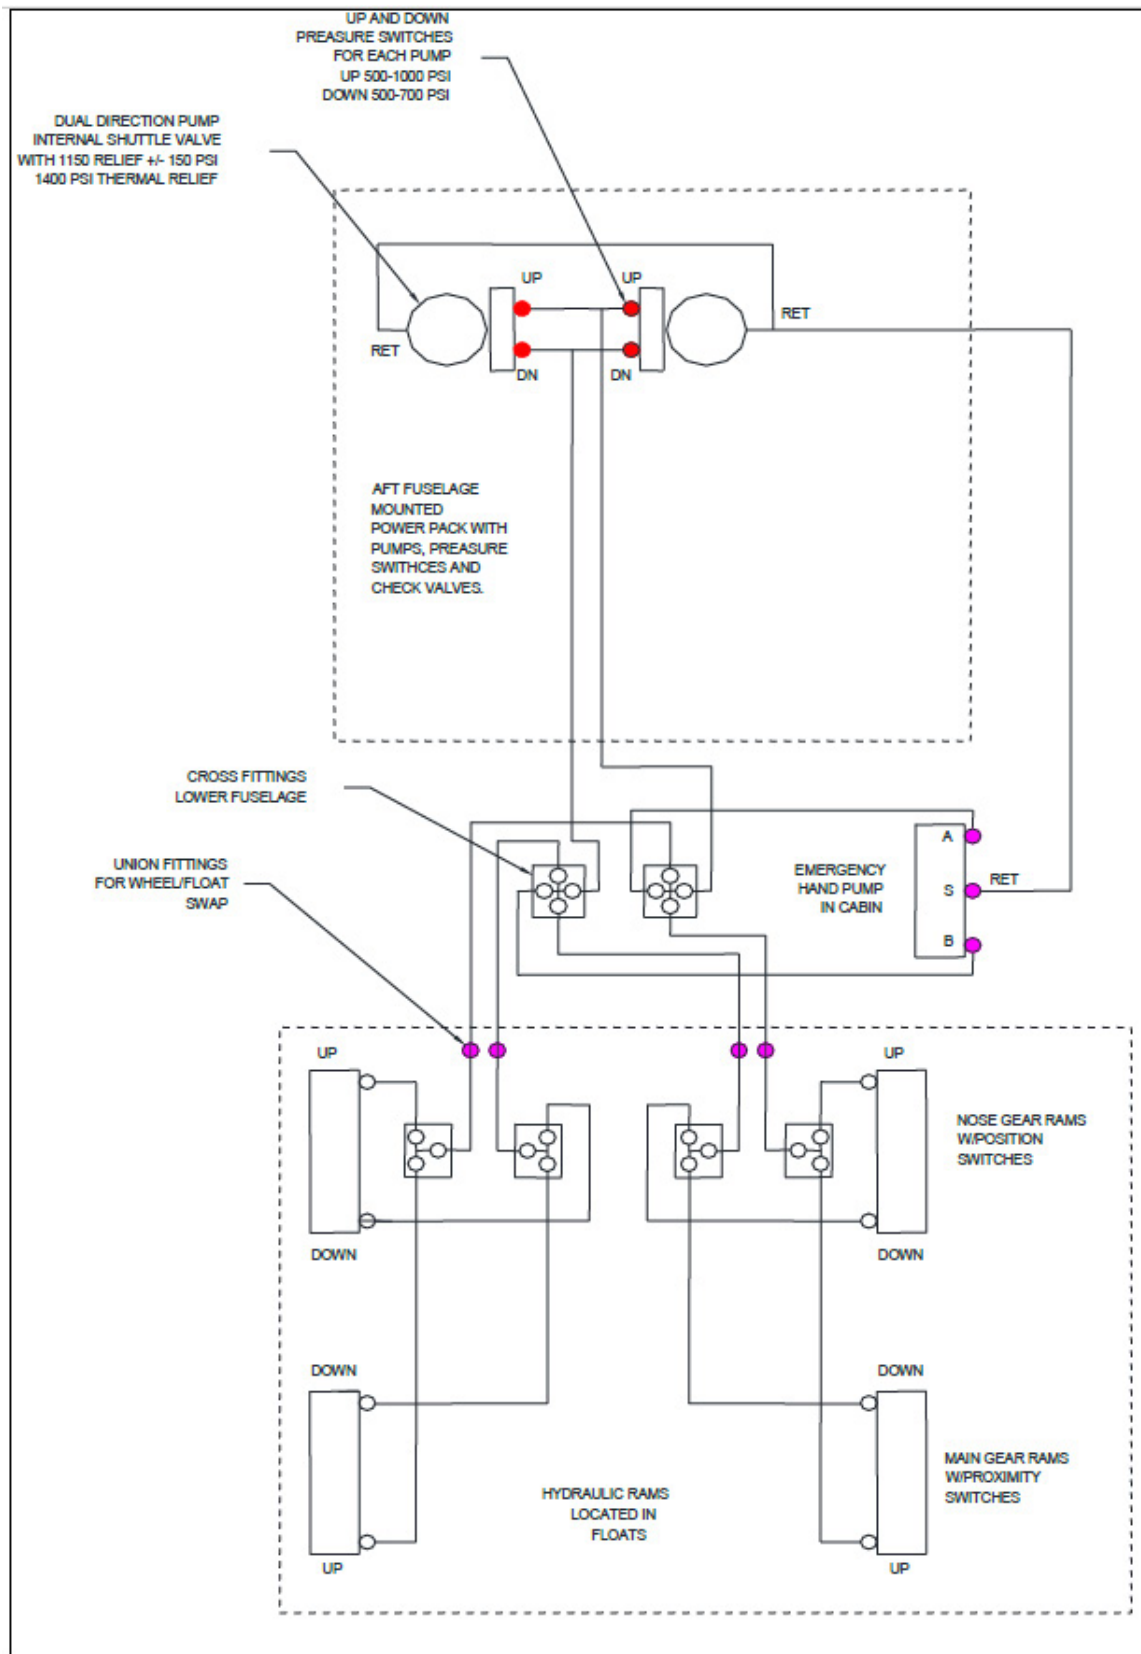 UP AND DOWN
PREASURE SWITCHES
FOR EACH PUMP
UP 500-1000 PSI
DOWN 500-700 PSI
DUAL DIRECTION PUMP
INTERNAL SHUTTLE VALVE
WITH 1150 RELIEF +/- 150 PSI
1400 PSI THERMAL RELIEF
UP
UP
RET
RET
DN
DN
AFT FUSELAGE
MOUNTED
POWER PACK WITH
PUMPS, PREASURE
SWITHCES AND
CHECK VALVES.
CROSS FITTINGS
LOWER FUSELAGE
UNION FITTINGS
FOR WHEEL/FLOAT
SWAP
EMERGENCY
HAND PUMP
IN CABIN
A
S
B
RET
UP
UP
NOSE GEAR RAMS
W/POSITION
SWITCHES
DOWN
DOWN
DOWN
DOWN
MAIN GEAR RAMS
W/PROXIMITY
SWITCHES
HYDRAULIC RAMS
LOCATED IN
FLOATS
UP
UP